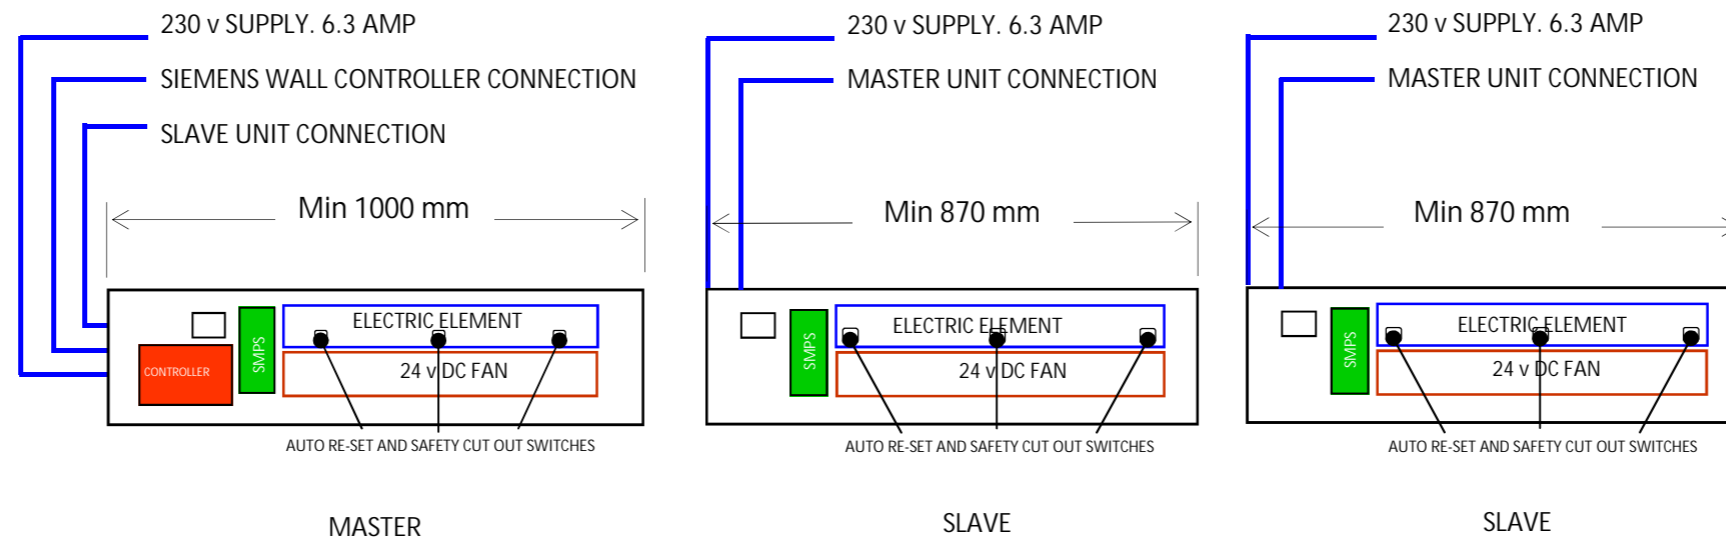 230 v SUPPLY. 6.3 AMP
SIEMENS WALL CONTROLLER CONNECTION
SLAVE UNIT CONNECTION
Min 1000 mm
ELECTRIC ELEMENT
CONTROLLER
SMPS
24 v DC FAN
AUTO RE-SET AND SAFETY CUT OUT SWITCHES
MASTER
230 v SUPPLY. 6.3 AMP
MASTER UNIT CONNECTION
Min 870 mm
ELECTRIC ELEMENT
SMPS
24 v DC FAN
AUTO RE-SET AND SAFETY CUT OUT SWITCHES
SLAVE
230 v SUPPLY. 6.3 AMP
MASTER UNIT CONNECTION
Min 870 mm
ELECTRIC ELEMENT
SMPS
24 v DC FAN
AUTO RE-SET AND SAFETY CUT OUT SWITCHES
SLAVE